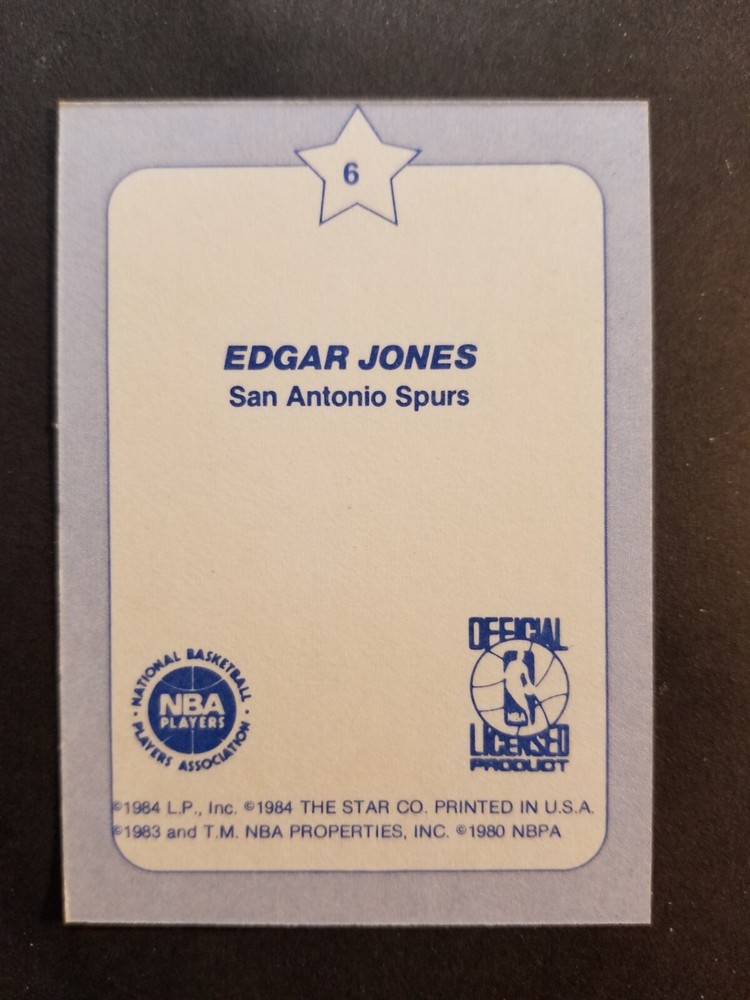 6
EDGAR JONES
San Antonio Spurs
NATIONAL BASKETBALL
NBA
PLAYERS
PLAYERS ASSOCIATION
OFFICIAL
LICENSED
PRODUCT
©1984 L.P., Inc. ©1984 THE STAR CO. PRINTED IN U.S.A.
©1983 and T.M. NBA PROPERTIES, INC. ©1980 NBPA